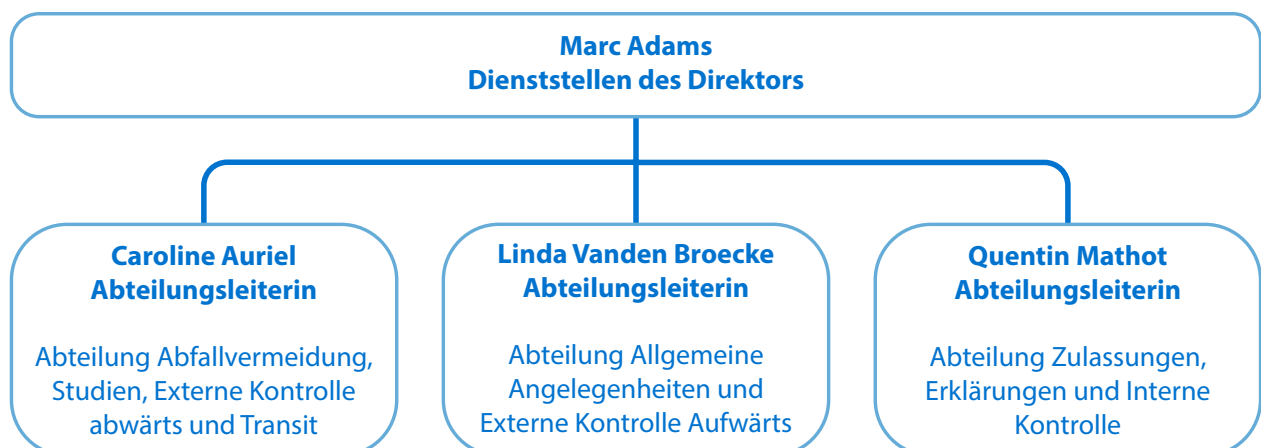 Marc Adams
Dienststellen des Direktors
Caroline Auriel
Abteilungsleiterin
Abteilung Abfallvermeidung,
Studien, Externe Kontrolle
abwärts und Transit
Linda Vanden Broecke
Abteilungsleiterin
Abteilung Allgemeine
Angelegenheiten und
Externe Kontrolle Aufwärts
Quentin Mathot
Abteilungsleiterin
Abteilung Zulassungen,
Erklärungen und Interne
Kontrolle